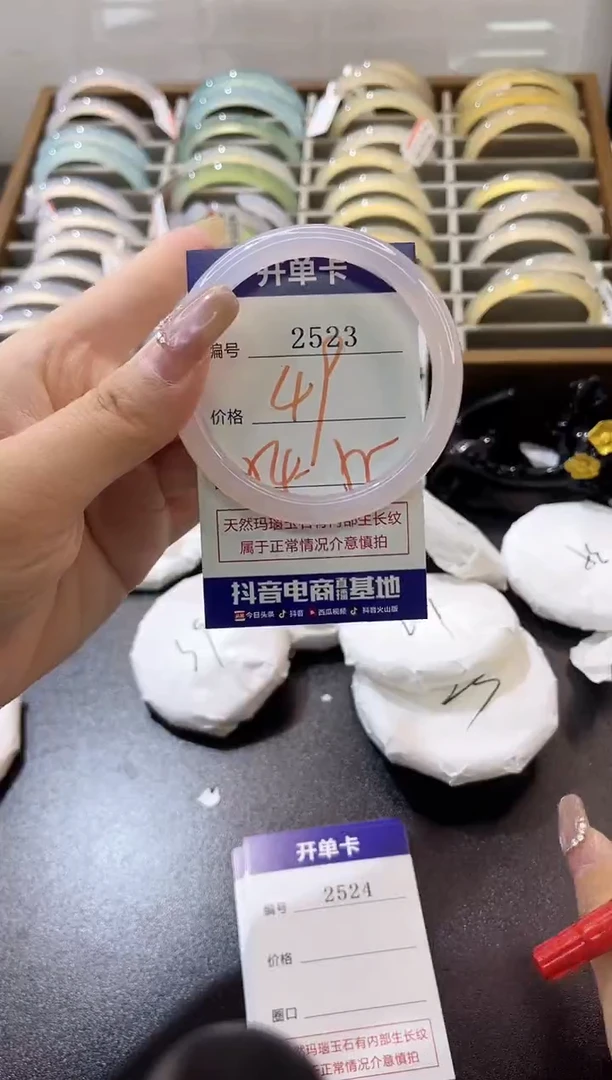 开单卡
编号 2523
价格
天然玛瑙玉石有内部生长纹
属于正常情况介意慎拍
抖音电商直播基地
今日头条 抖音 西瓜视频 抖音火山版
开单卡
编号 2524
价格
圈口
然玛瑙玉石有内部生长纹
正常情况介意慎拍